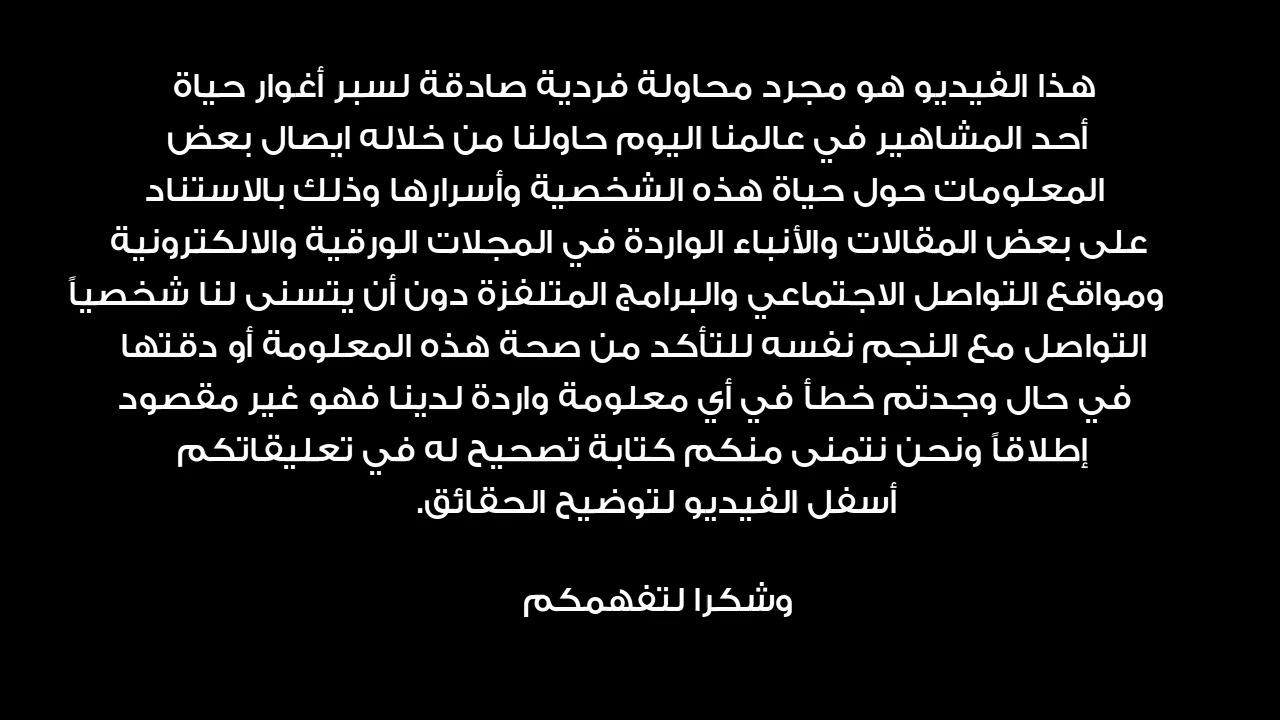 هذا الفيديو هو مجرد محاولة فردية صادقة لسبر أغوار حياة
أحد المشاهير في عالمنا اليوم حاولنا من خلاله ايصال بعض
المعلومات حول حياة هذه الشخصية وأسرارها وذلك بالاستناد
على بعض المقالات والأنباء الواردة في المجلات الورقية والالكترونية
ومواقع التواصل الاجتماعي والبرامج المتلفزة دون أن يتسنى لنا شخصياً
التواصل مع النجم نفسه للتأكد من صحة هذه المعلومة أو دقتها
في حال وجدتم خطأ في أي معلومة واردة لدينا فهو غير مقصود
إطلاقاً ونحن نتمنى منكم كتابة تصحيح له في تعليقاتكم
أسفل الفيديو لتوضيح الحقائق.
وشكرا لتفهمكم